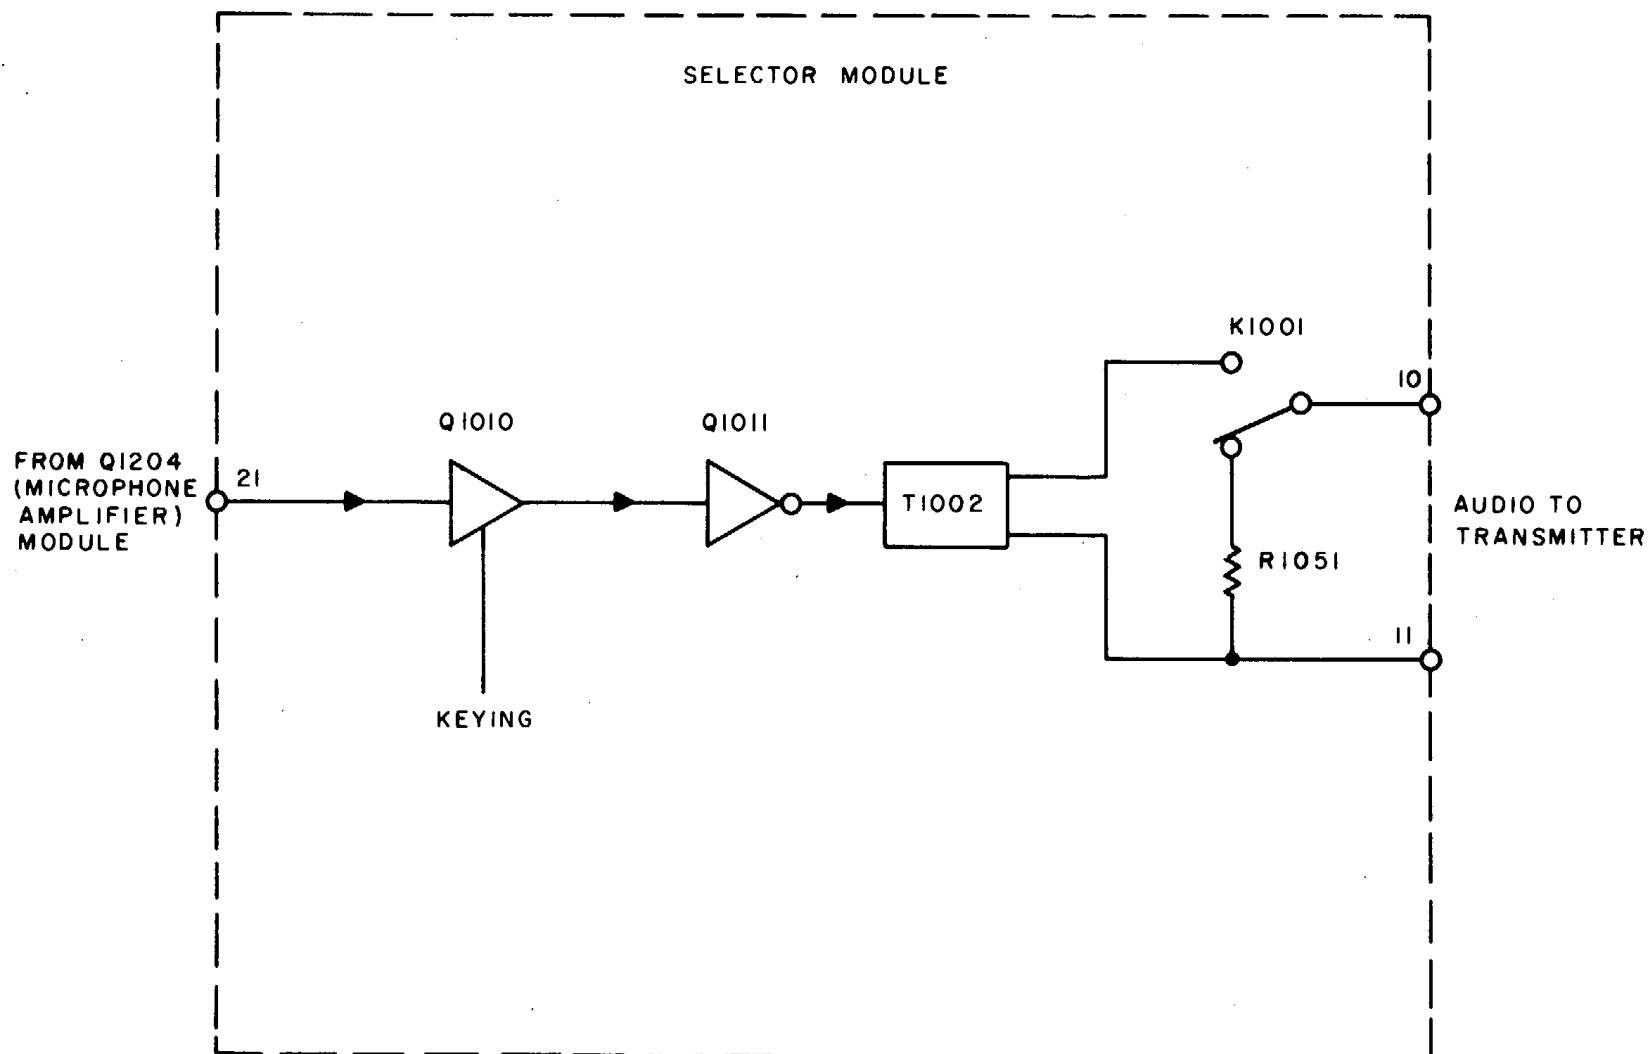 SELECTOR MODULE
K1001
10
Q1010
Q1011
FROM Q1204
(MICROPHONE
AMPLIFIER)
MODULE
21
T1002
AUDIO TO
TRANSMITTER
R1051
11
KEYING